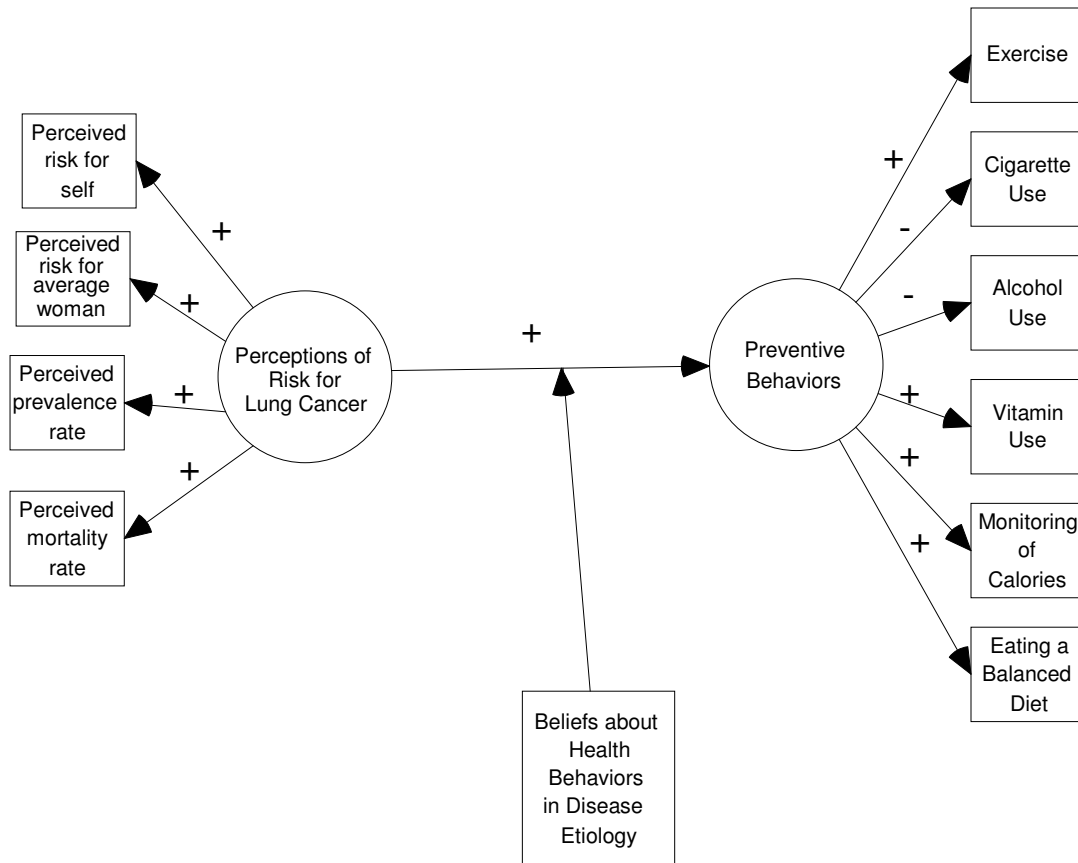 Perceived
risk for
self
+
Perceived
risk for
average
woman
+
Perceived
prevalence
rate
+
Perceived
mortality
rate
+
Perceptions of
Risk for
Lung Cancer
+
Beliefs about
Health
Behaviors
in Disease
Etiology
Preventive
Behaviors
+
Exercise
-
Cigarette
Use
-
Alcohol
Use
+
Vitamin
Use
+
Monitoring
of
Calories
+
Eating a
Balanced
Diet